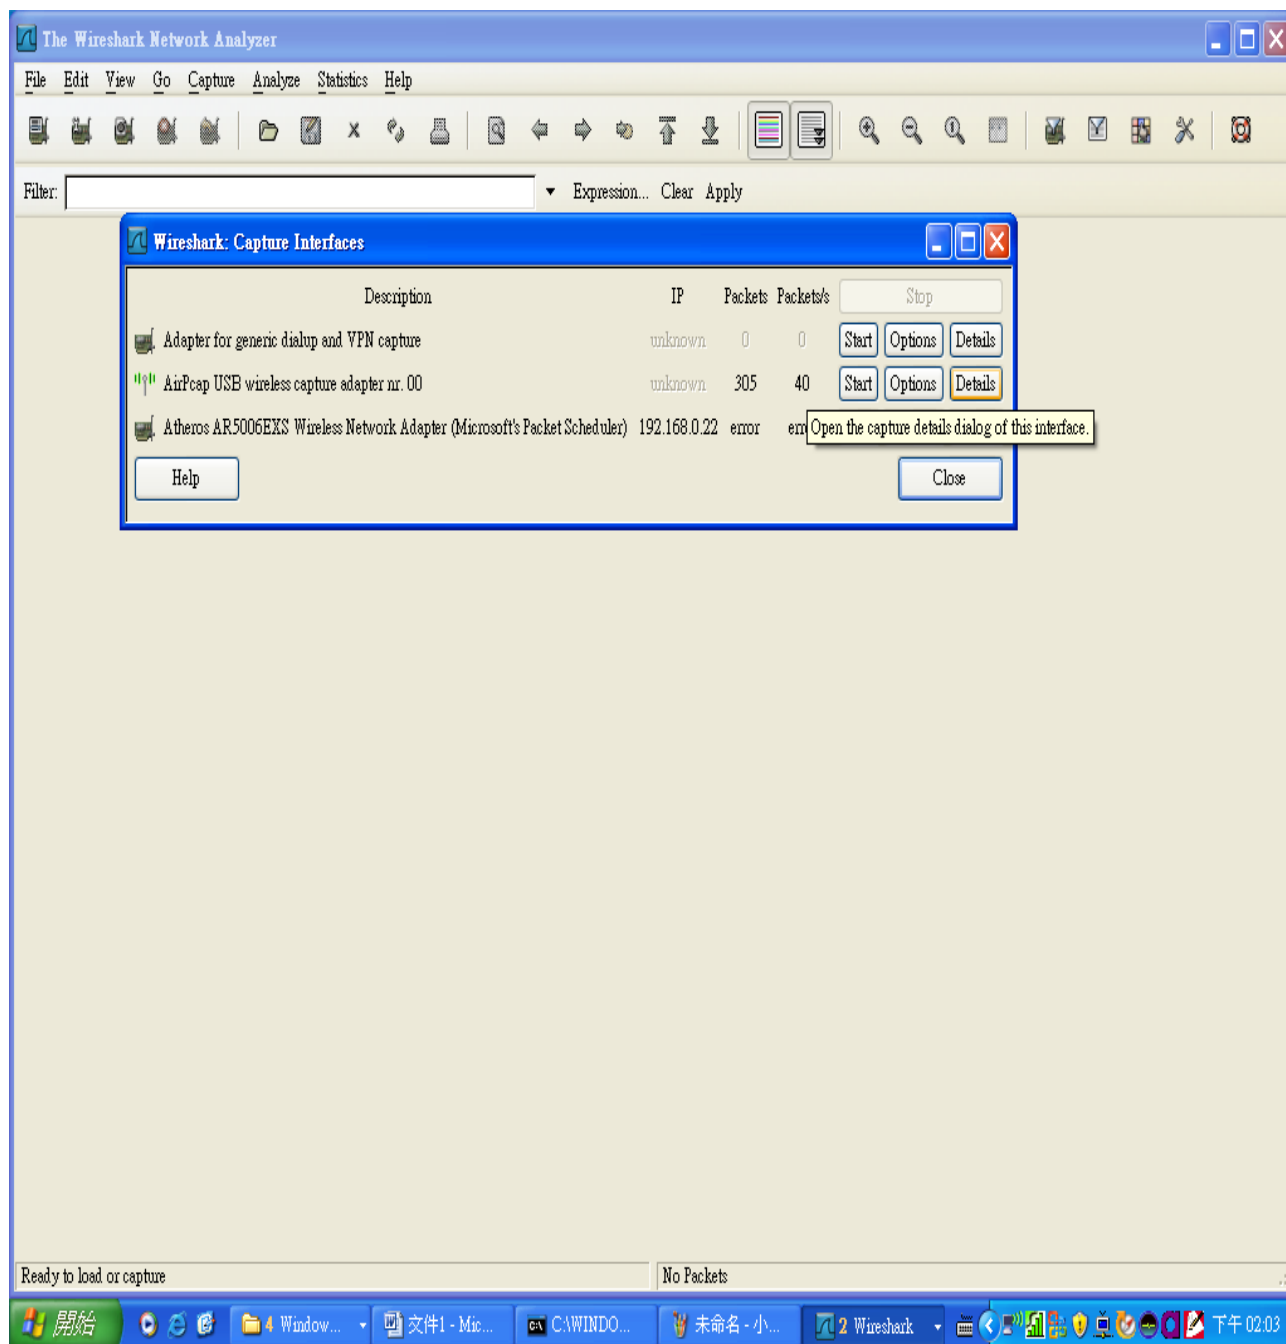 The Wireshark Network Analyzer
File Edit View Go Capture Analyze Statistics Help
Filter: Expression... Clear Apply
Wireshark: Capture Interfaces
Description IP Packets Packets/s Stop
Adapter for generic dialup and VPN capture unknown 0 0 Start Options Details
AirPcap USB wireless capture adapter nr. 00 unknown 305 40 Start Options Details
Atheros AR5006EXS Wireless Network Adapter (Microsoft's Packet Scheduler) 192.168.0.22 error
Open the capture details dialog of this interface.
Help Close
Ready to load or capture No Packets
開始 4 Window... 文件1 - Mic... C:\WINDO... 未命名 - 小... 2 Wireshark 下午 02:03